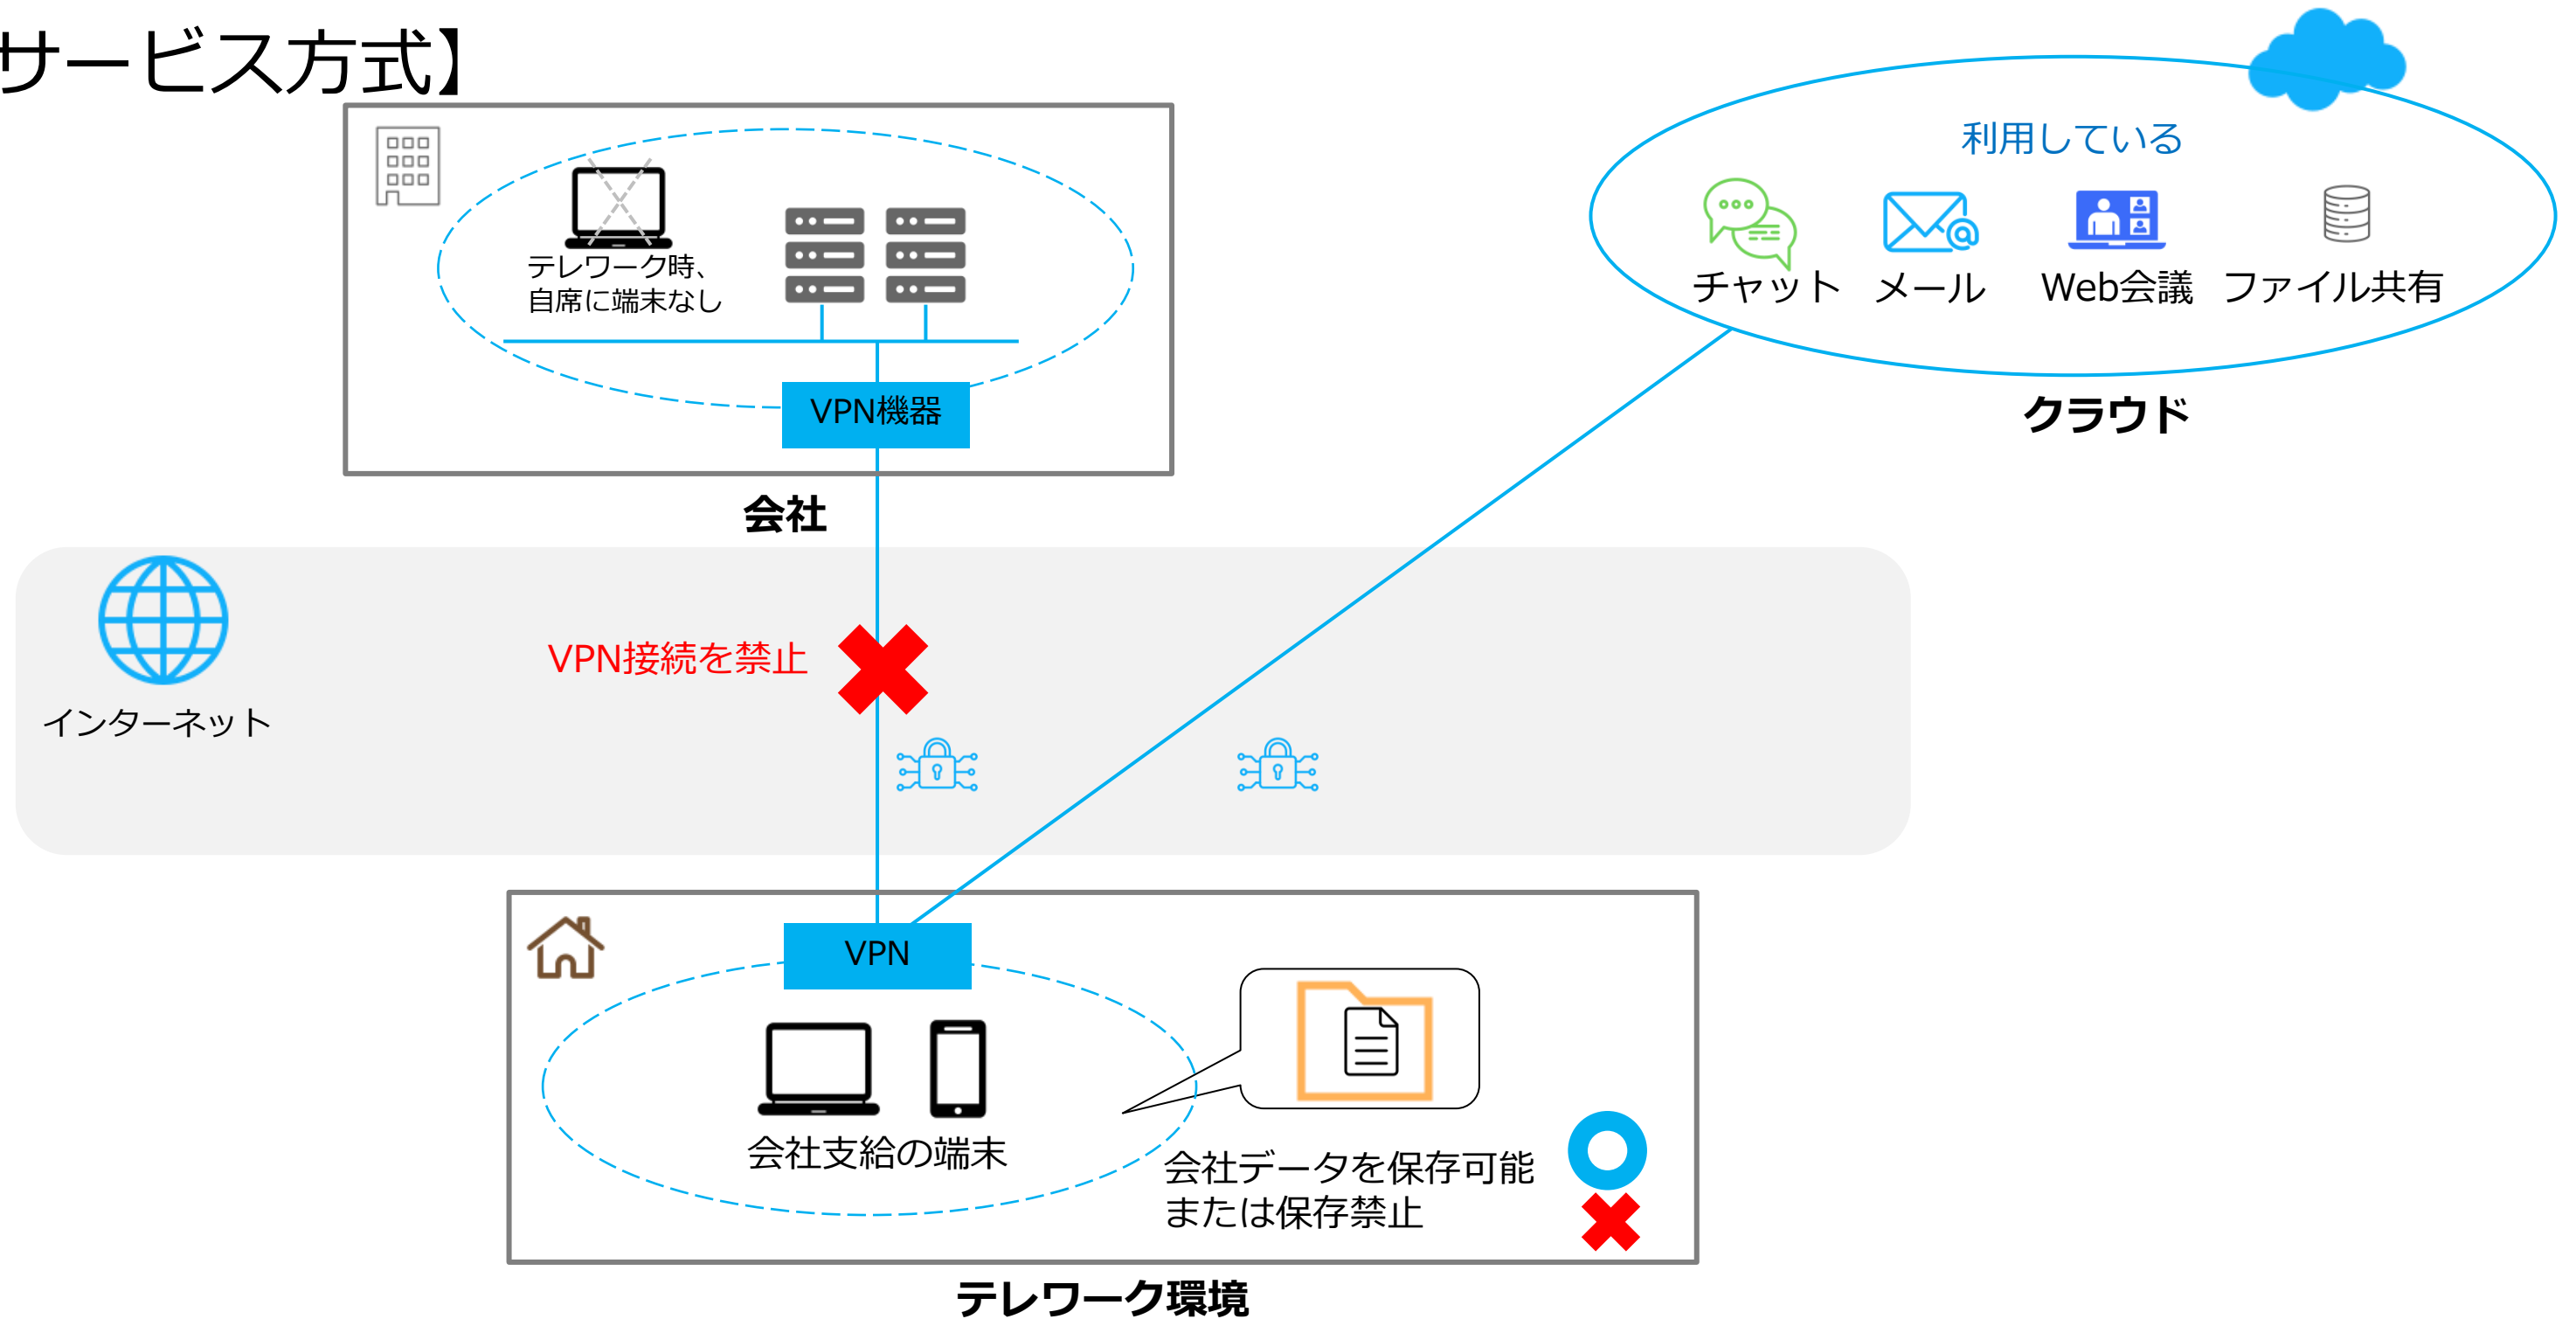 サービス方式】
テレワーク時、
自席に端末なし
VPN機器
会社
利用している
チャット
メール
Web会議
ファイル共有
クラウド
VPN接続を禁止
インターネット
VPN
会社支給の端末
会社データを保存可能
または保存禁止
テレワーク環境